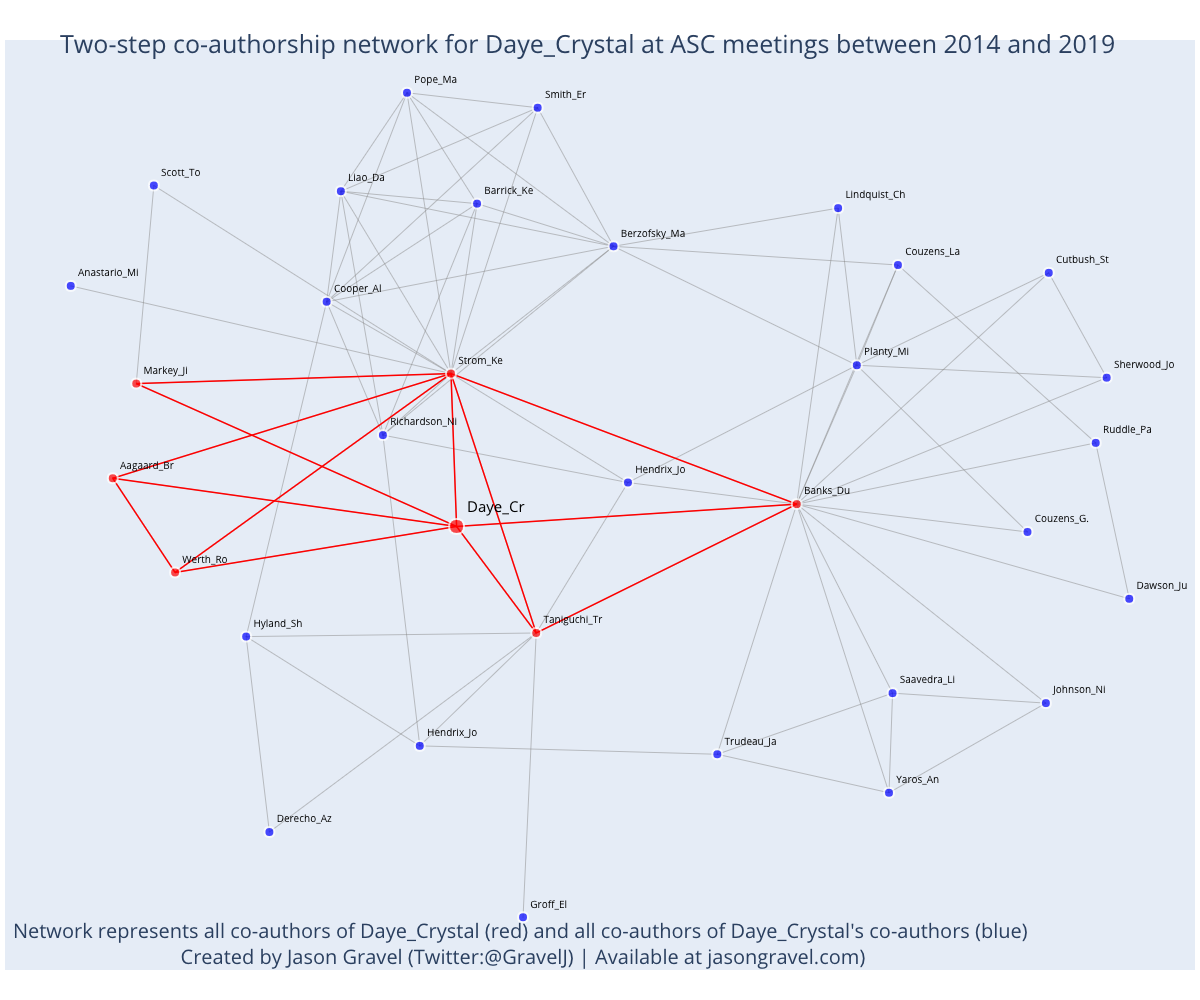 Two-step co-authorship network for Daye_Crystal at ASC meetings between 2014 and 2019
Pope_Ma
Smith_Er
Scott_To
Liao_Da
Barrick_Ke
Lindquist_Ch
Berzofsky_Ma
Couzens_La
Cutbush_St
Anastario_Mi
Cooper_Al
Planty_Mi
Strom_Ke
Sherwood_Jo
Markey_Ji
Richardson_Ni
Ruddle_Pa
Aagaard_Br
Hendrix_Jo
Banks_Du
Daye_Cr
Couzens_G.
Werth_Ro
Dawson_Ju
Hyland_Sh
Taniguchi_Tr
Saavedra_Li
Johnson_Ni
Hendrix_Jo
Trudeau_Ja
Yaros_An
Derecho_Az
Groff_El
Network represents all co-authors of Daye_Crystal (red) and all co-authors of Daye_Crystal's co-authors (blue)
Created by Jason Gravel (Twitter:@GravelJ) | Available at jasongravel.com)